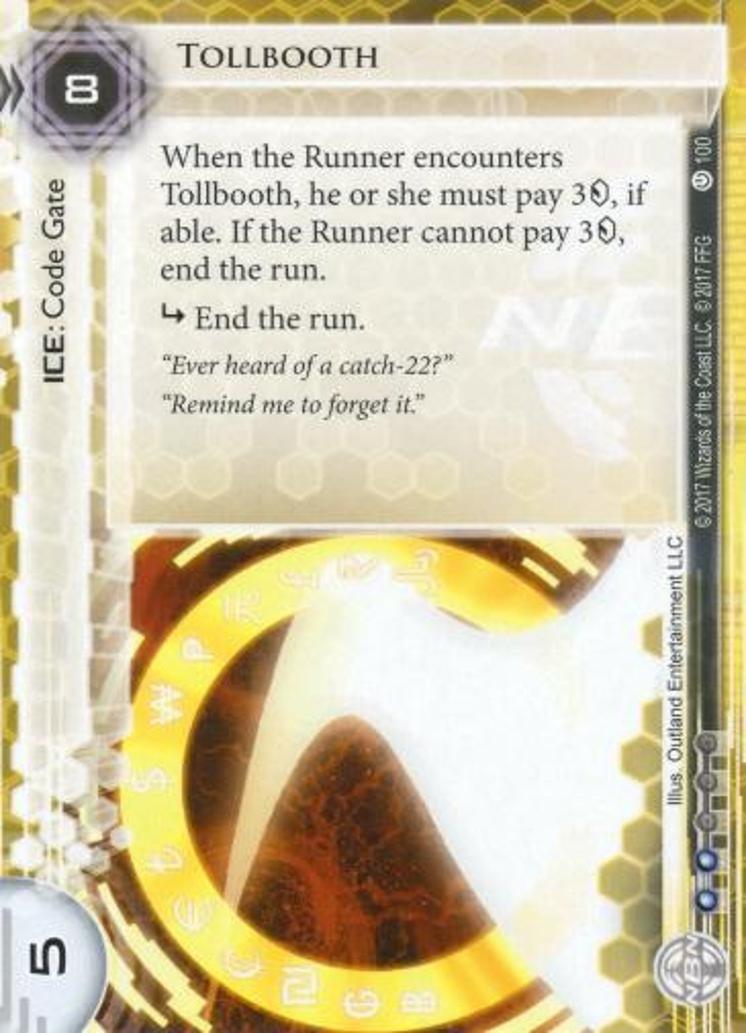 TOLLBOOTH
8
ICE: Code Gate
When the Runner encounters
Tollbooth, he or she must pay 3, if
able. If the Runner cannot pay 3,
end the run.
↳ End the run.
“Ever heard of a catch-22?”
“Remind me to forget it.”
5
Illus. Outland Entertainment LLC
© 2017 Wizards of the Coast LLC. © 2017 FFG
100
NBN
₩ P 元 £
$
₺
€
₪ ₲ B